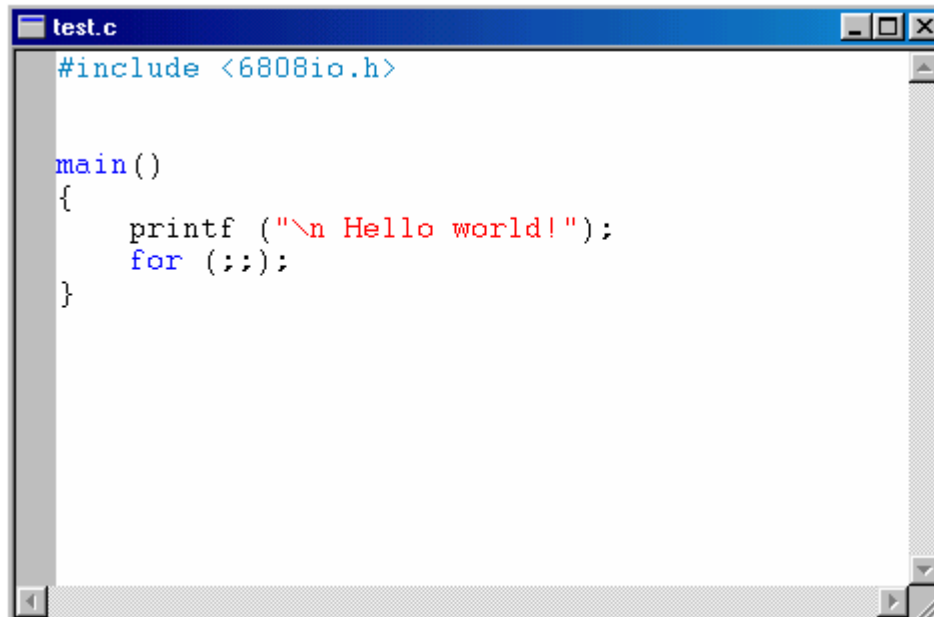 test.c
#include <6808io.h>
main()
{
    printf ("\n Hello world!");
    for (;;);
}